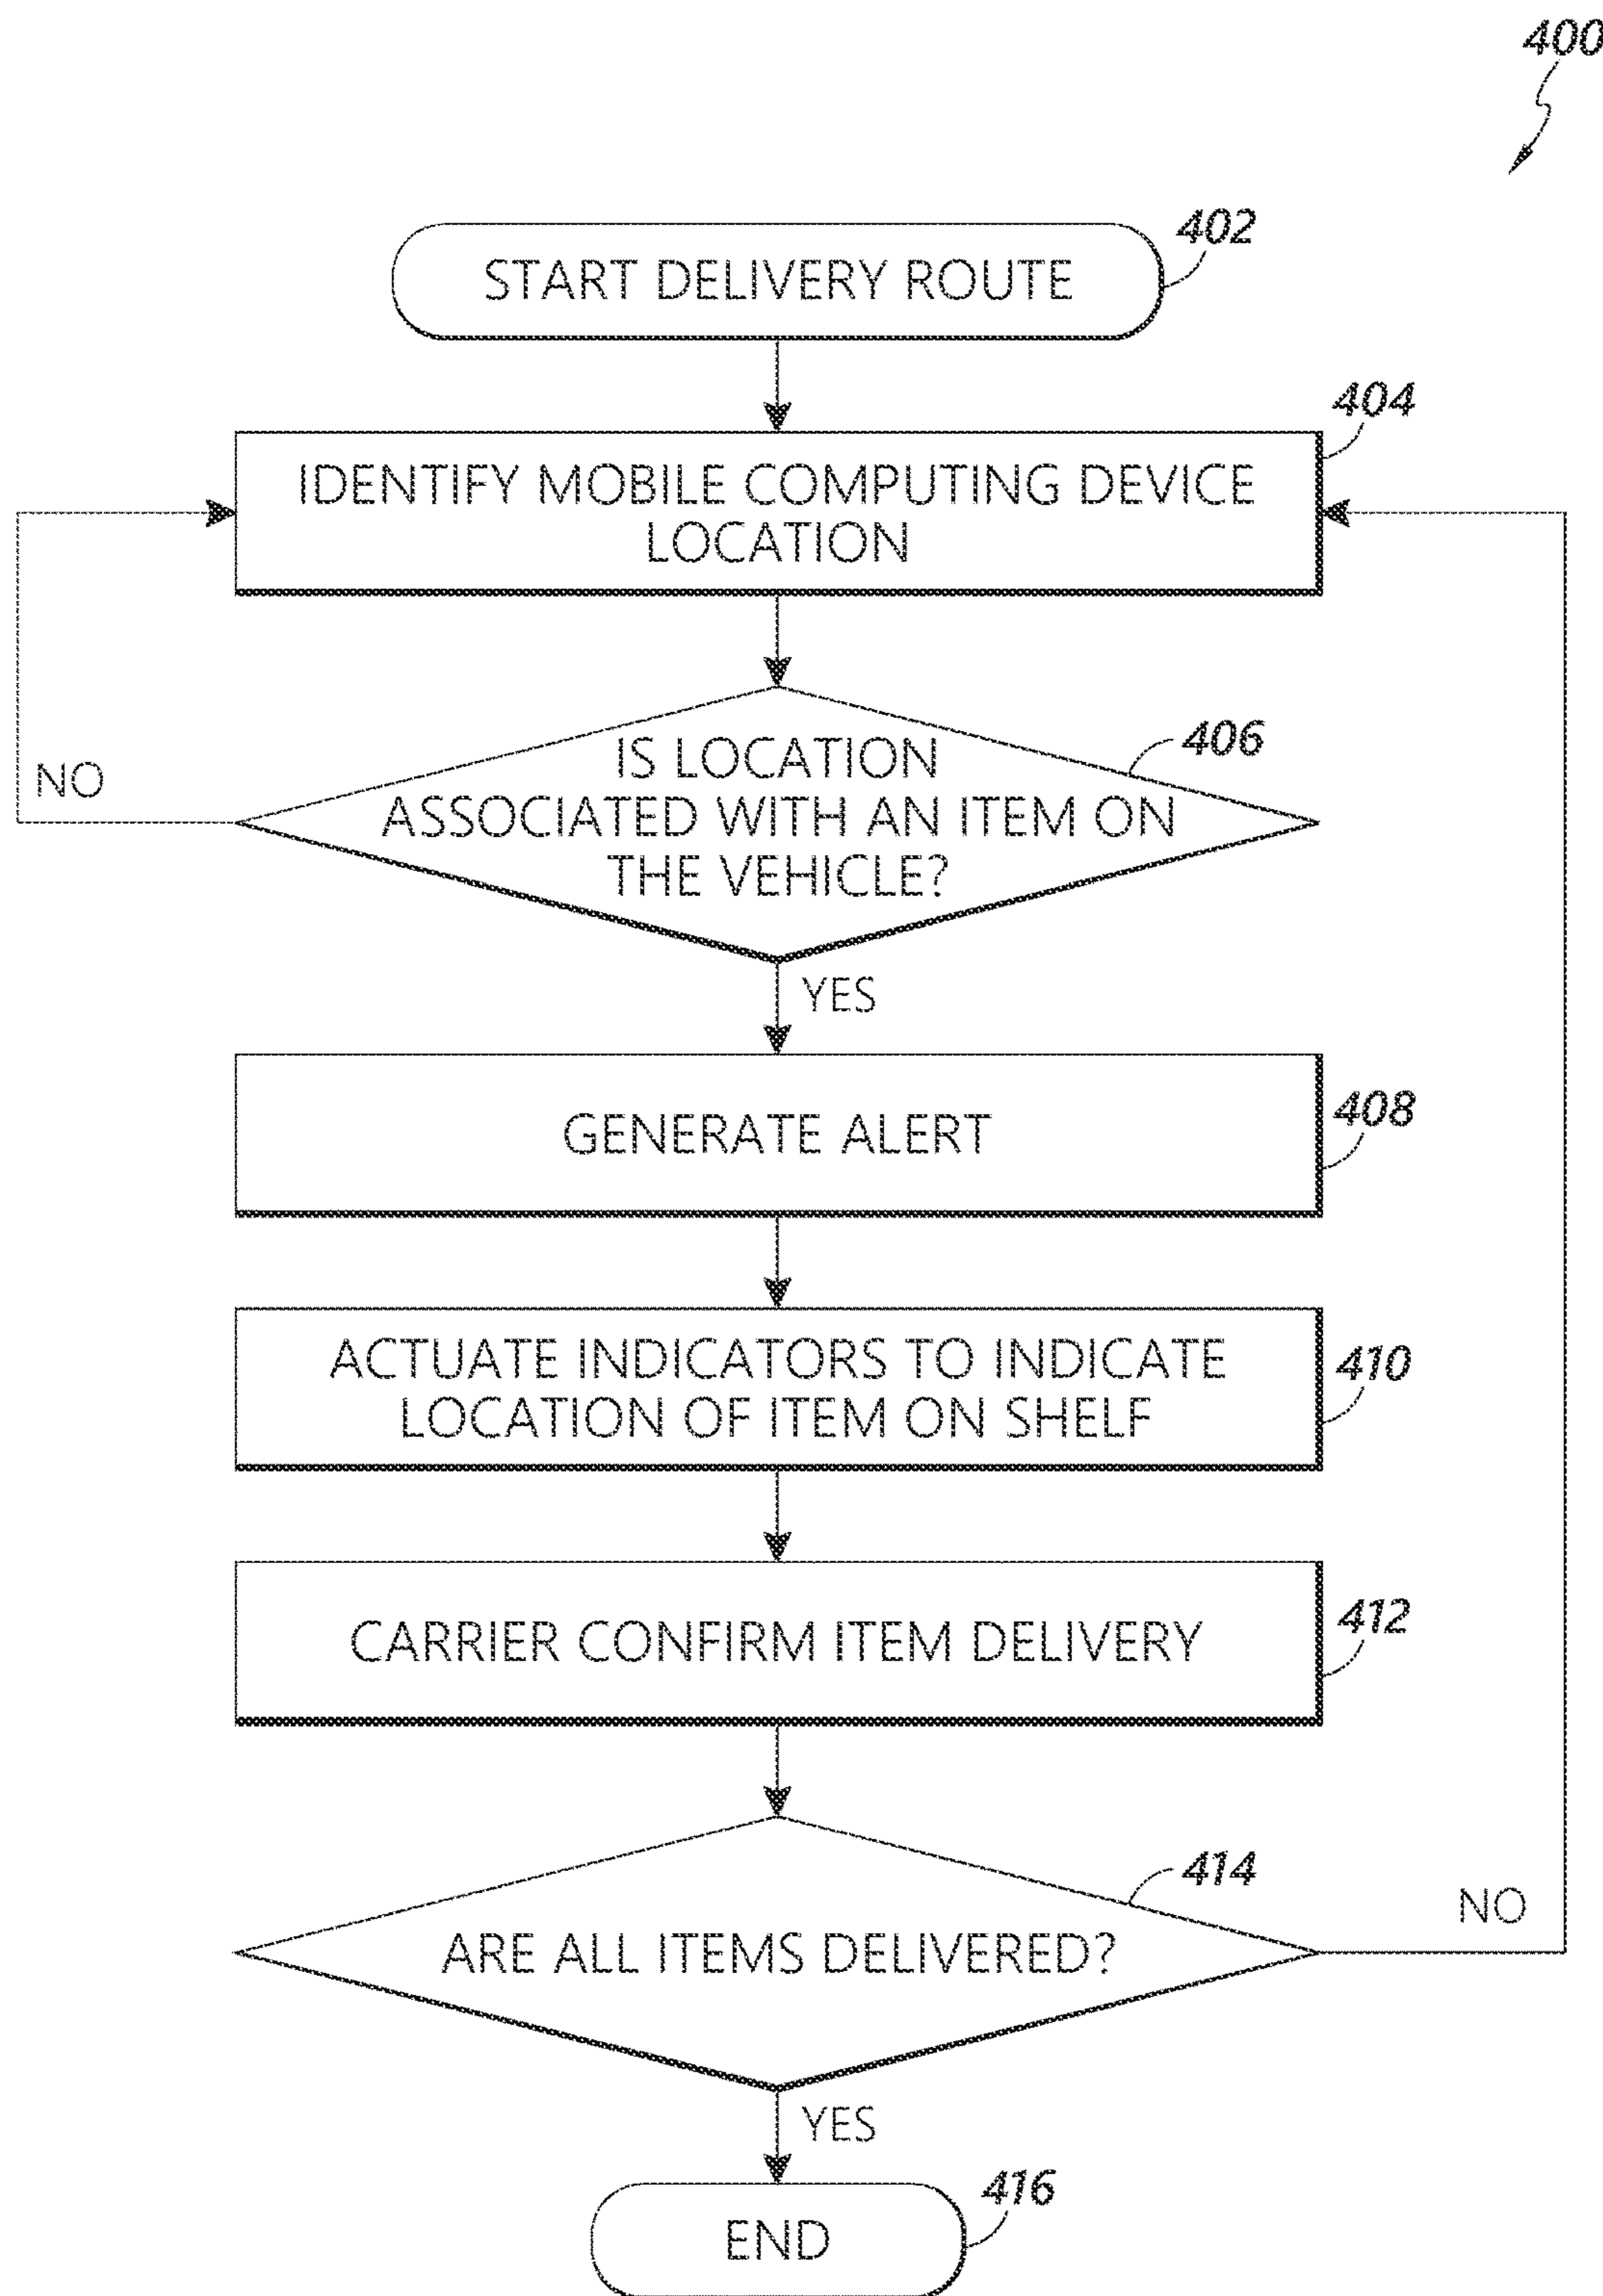 400
START DELIVERY ROUTE
402
IDENTIFY MOBILE COMPUTING DEVICE
LOCATION
404
IS LOCATION
ASSOCIATED WITH AN ITEM ON
THE VEHICLE?
406
NO
YES
GENERATE ALERT
408
ACTUATE INDICATORS TO INDICATE
LOCATION OF ITEM ON SHELF
410
CARRIER CONFIRM ITEM DELIVERY
412
ARE ALL ITEMS DELIVERED?
414
NO
YES
END
416